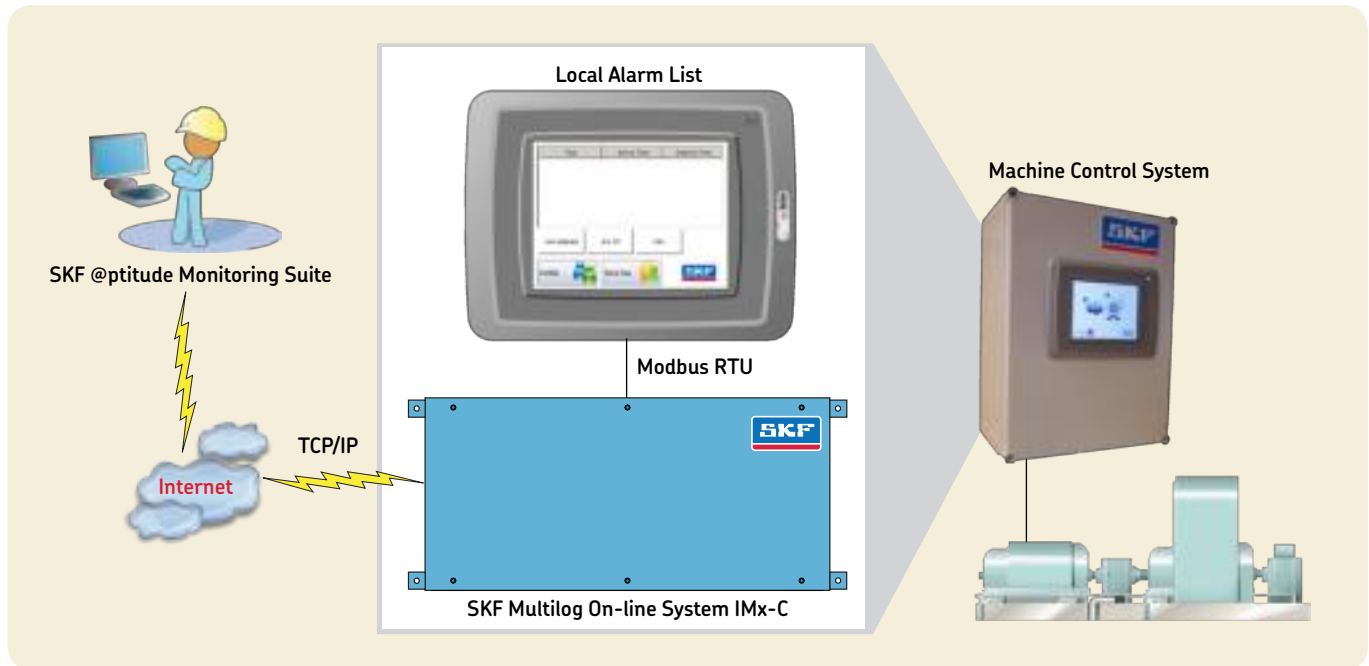 Local Alarm List
SKF
Modbus RTU
SKF
SKF Multilog On-line System IMx-C
SKF @ptitude Monitoring Suite
TCP/IP
Internet
Machine Control System
SKF